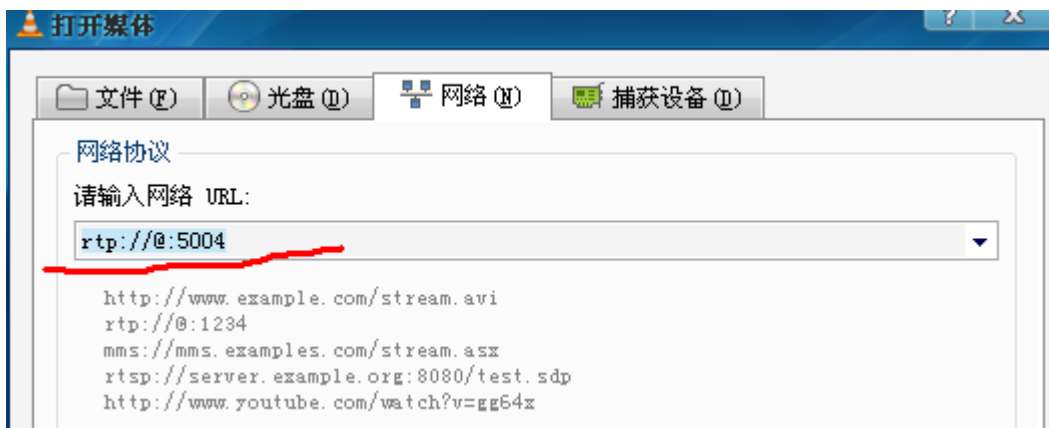 打开媒体
文件(F) 光盘(D) 网络(N) 捕获设备(D)
网络协议
请输入网络 URL:
rtp://@:5004
http://www.example.com/stream.avi
rtp://@:1234
mms://mms.examples.com/stream.asx
rtsp://server.example.org:8080/test.sdp
http://www.youtube.com/watch?v=gg64x